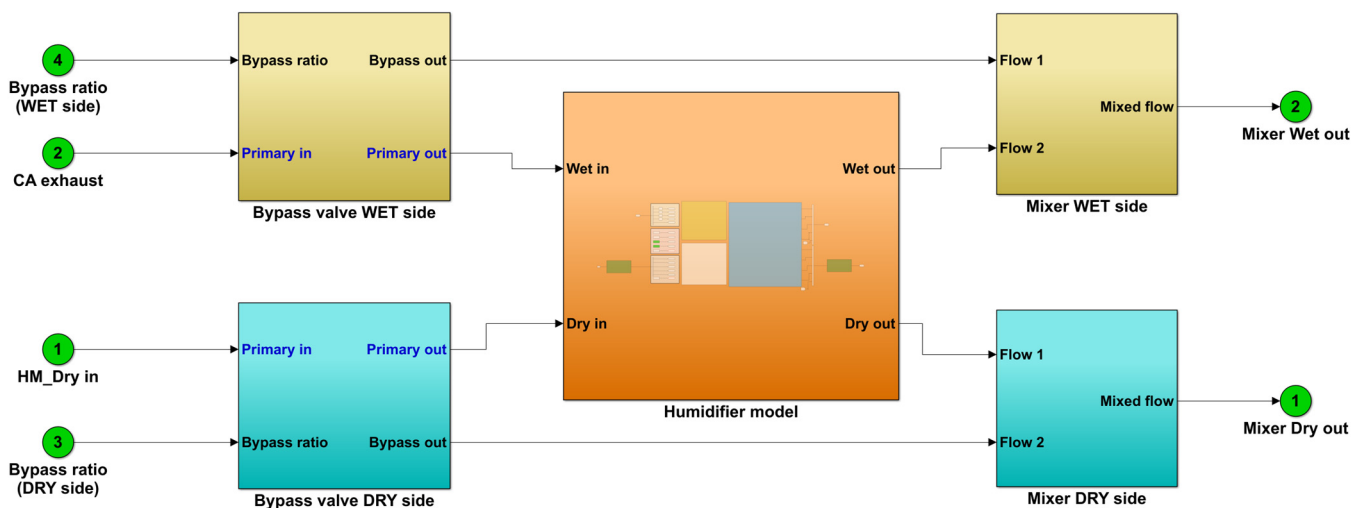 4
Bypass ratio
(WET side)
2
CA exhaust
Bypass ratio
Bypass out
Primary in
Primary out
Bypass valve WET side
Wet in
Wet out
Dry in
Dry out
Humidifier model
Flow 1
Flow 2
Mixed flow
Mixer WET side
2
Mixer Wet out
1
HM_Dry in
3
Bypass ratio
(DRY side)
Primary in
Primary out
Bypass ratio
Bypass out
Bypass valve DRY side
Flow 1
Flow 2
Mixed flow
Mixer DRY side
1
Mixer Dry out